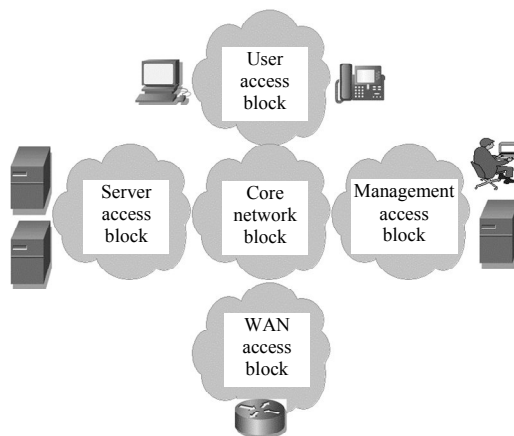 User
access
block
Server
access
block
Core
network
block
Management
access
block
WAN
access
block